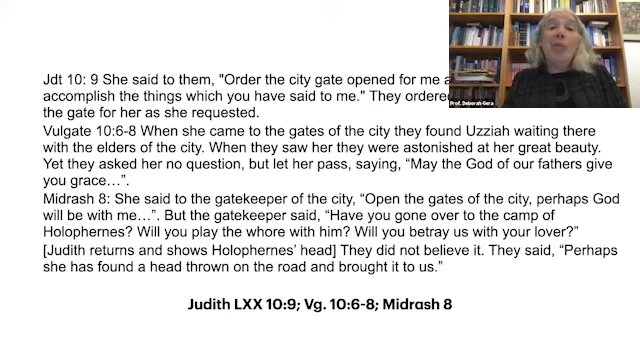 Jdt 10: 9 She said to them, "Order the city gate opened for me a
accomplish the things which you have said to me." They ordered
the gate for her as she requested.
Vulgate 10:6-8 When she came to the gates of the city they found Uzziah waiting there
with the elders of the city. When they saw her they were astonished at her great beauty.
Yet they asked her no question, but let her pass, saying, “May the God of our fathers give
you grace…”.
Midrash 8: She said to the gatekeeper of the city, “Open the gates of the city, perhaps God
will be with me…”. But the gatekeeper said, “Have you gone over to the camp of
Holophernes? Will you play the whore with him? Will you betray us with your lover?”
[Judith returns and shows Holophernes’ head] They did not believe it. They said, “Perhaps
she has found a head thrown on the road and brought it to us.”
Judith LXX 10:9; Vg. 10:6-8; Midrash 8
Prof. Deborah Gera